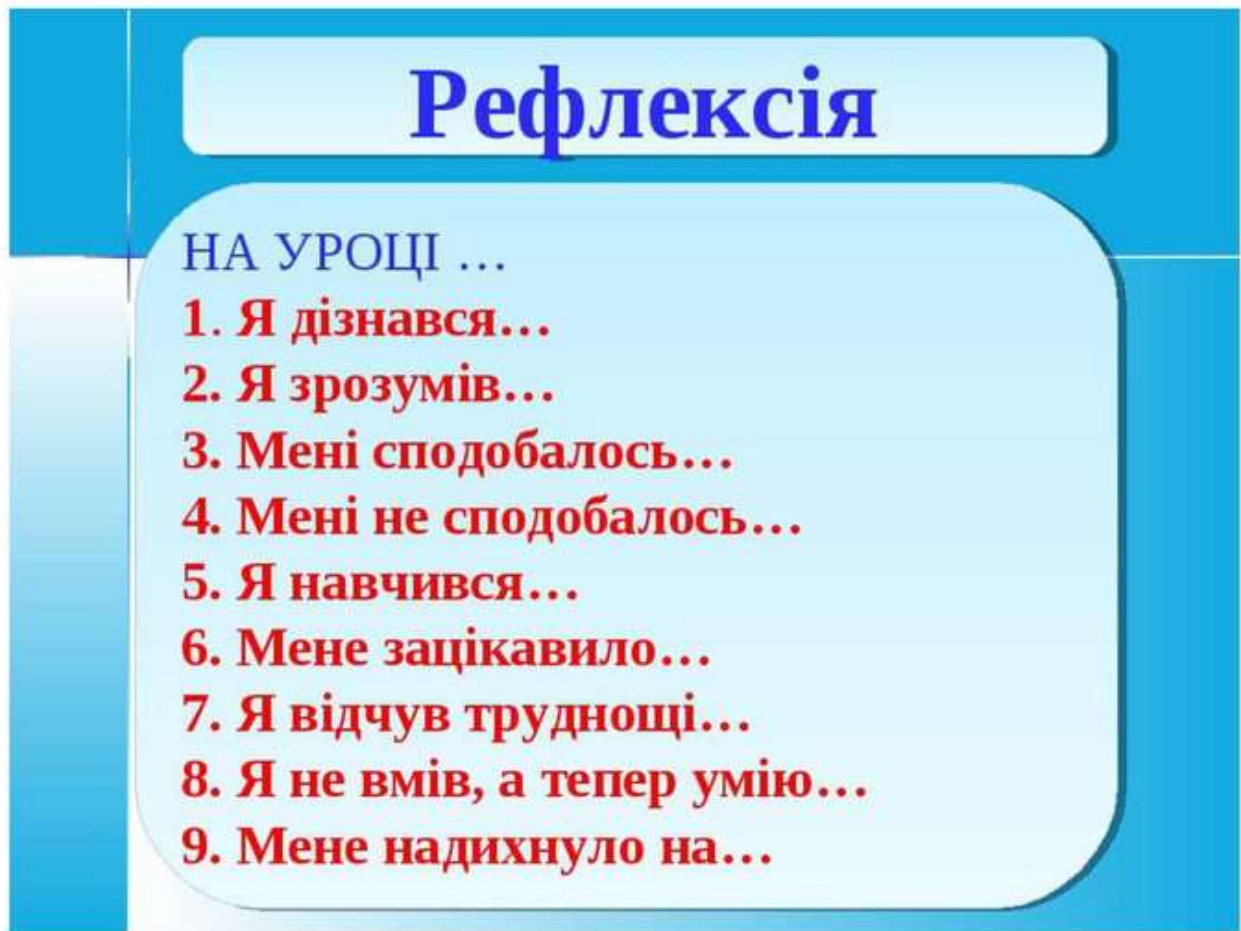 Рефлексія
НА УРОЦІ …
1. Я дізнався…
2. Я зрозумів…
3. Мені сподобалось…
4. Мені не сподобалось…
5. Я навчився…
6. Мене зацікавило…
7. Я відчув труднощі…
8. Я не вмів, а тепер умію…
9. Мене надихнуло на…